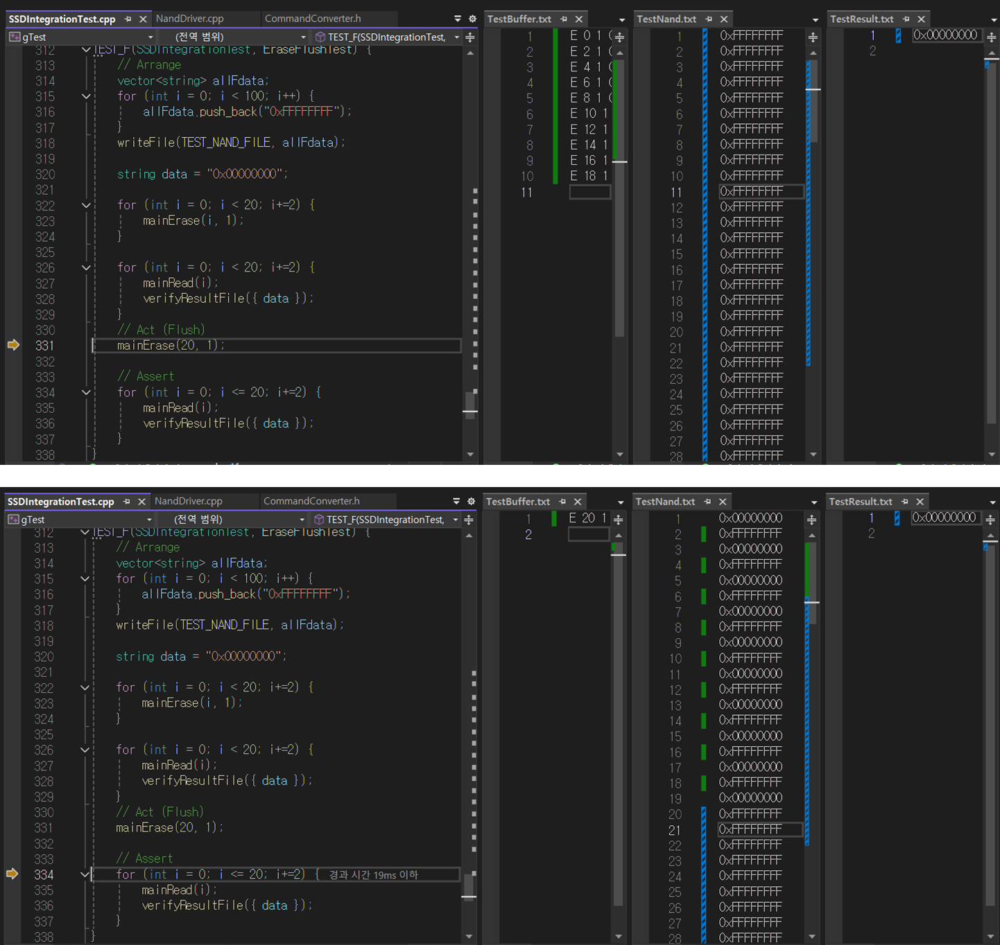 SSDIntegrationTest.cpp NandDriver.cpp CommandConverter.h
gTest (전역 범위) TEST_F(SSDIntegrationTest,
312 TEST_F(SSDIntegrationTest, EraseFlushTest) {
313 // Arrange
314 vector<string> allFdata;
315 for (int i = 0; i < 100; i++) {
316 allFdata.push_back("0xFFFFFFFF");
317 }
318 writeFile(TEST_NAND_FILE, allFdata);
319
320 string data = "0x00000000";
321
322 for (int i = 0; i < 20; i+=2) {
323 mainErase(i, 1);
324 }
325
326 for (int i = 0; i < 20; i+=2) {
327 mainRead(i);
328 verifyResultFile({ data });
329 }
330 // Act (Flush)
331 mainErase(20, 1);
332
333 // Assert
334 for (int i = 0; i <= 20; i+=2) {
335 mainRead(i);
336 verifyResultFile({ data });
337 }
338 }
TestBuffer.txt
1 E 0 1
2 E 2 1
3 E 4 1
4 E 6 1
5 E 8 1
6 E 10 1
7 E 12 1
8 E 14 1
9 E 16 1
10 E 18 1
11
TestNand.txt
1 0xFFFFFFFF
2 0xFFFFFFFF
3 0xFFFFFFFF
4 0xFFFFFFFF
5 0xFFFFFFFF
6 0xFFFFFFFF
7 0xFFFFFFFF
8 0xFFFFFFFF
9 0xFFFFFFFF
10 0xFFFFFFFF
11 0xFFFFFFFF
12 0xFFFFFFFF
13 0xFFFFFFFF
14 0xFFFFFFFF
15 0xFFFFFFFF
16 0xFFFFFFFF
17 0xFFFFFFFF
18 0xFFFFFFFF
19 0xFFFFFFFF
20 0xFFFFFFFF
21 0xFFFFFFFF
22 0xFFFFFFFF
23 0xFFFFFFFF
24 0xFFFFFFFF
25 0xFFFFFFFF
26 0xFFFFFFFF
27 0xFFFFFFFF
28 0xFFFFFFFF
TestResult.txt
1 0x00000000
2
SSDIntegrationTest.cpp NandDriver.cpp CommandConverter.h
gTest (전역 범위) TEST_F(SSDIntegrationTest,
312 TEST_F(SSDIntegrationTest, EraseFlushTest) {
313 // Arrange
314 vector<string> allFdata;
315 for (int i = 0; i < 100; i++) {
316 allFdata.push_back("0xFFFFFFFF");
317 }
318 writeFile(TEST_NAND_FILE, allFdata);
319
320 string data = "0x00000000";
321
322 for (int i = 0; i < 20; i+=2) {
323 mainErase(i, 1);
324 }
325
326 for (int i = 0; i < 20; i+=2) {
327 mainRead(i);
328 verifyResultFile({ data });
329 }
330 // Act (Flush)
331 mainErase(20, 1);
332
333 // Assert
334 for (int i = 0; i <= 20; i+=2) { 경과 시간 19ms 이하
335 mainRead(i);
336 verifyResultFile({ data });
337 }
338 }
TestBuffer.txt
1 E 20 1
2
TestNand.txt
1 0x00000000
2 0xFFFFFFFF
3 0x00000000
4 0xFFFFFFFF
5 0x00000000
6 0xFFFFFFFF
7 0x00000000
8 0xFFFFFFFF
9 0x00000000
10 0xFFFFFFFF
11 0x00000000
12 0xFFFFFFFF
13 0x00000000
14 0xFFFFFFFF
15 0x00000000
16 0xFFFFFFFF
17 0x00000000
18 0xFFFFFFFF
19 0x00000000
20 0xFFFFFFFF
21 0xFFFFFFFF
22 0xFFFFFFFF
23 0xFFFFFFFF
24 0xFFFFFFFF
25 0xFFFFFFFF
26 0xFFFFFFFF
27 0xFFFFFFFF
28 0xFFFFFFFF
TestResult.txt
1 0x00000000
2